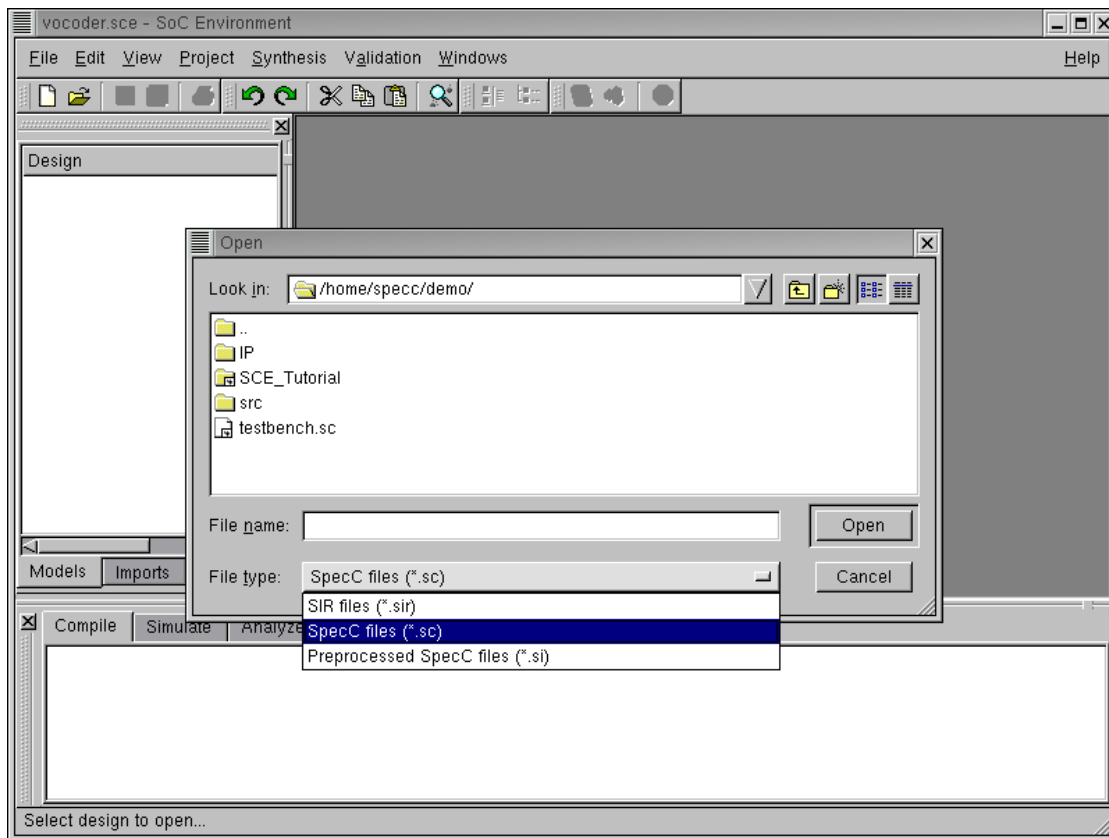 vocoder.sce - SoC Environment
File Edit View Project Synthesis Validation Windows Help
Design
Open
Look in: /home/specc/demo/
..
IP
SCE_Tutorial
src
testbench.sc
File name: Open
File type: SpecC files (*.sc) Cancel
Models Imports
SIR files (*.sir)
SpecC files (*.sc)
Preprocessed SpecC files (*.si)
Compile Simulate Analyze
Select design to open...